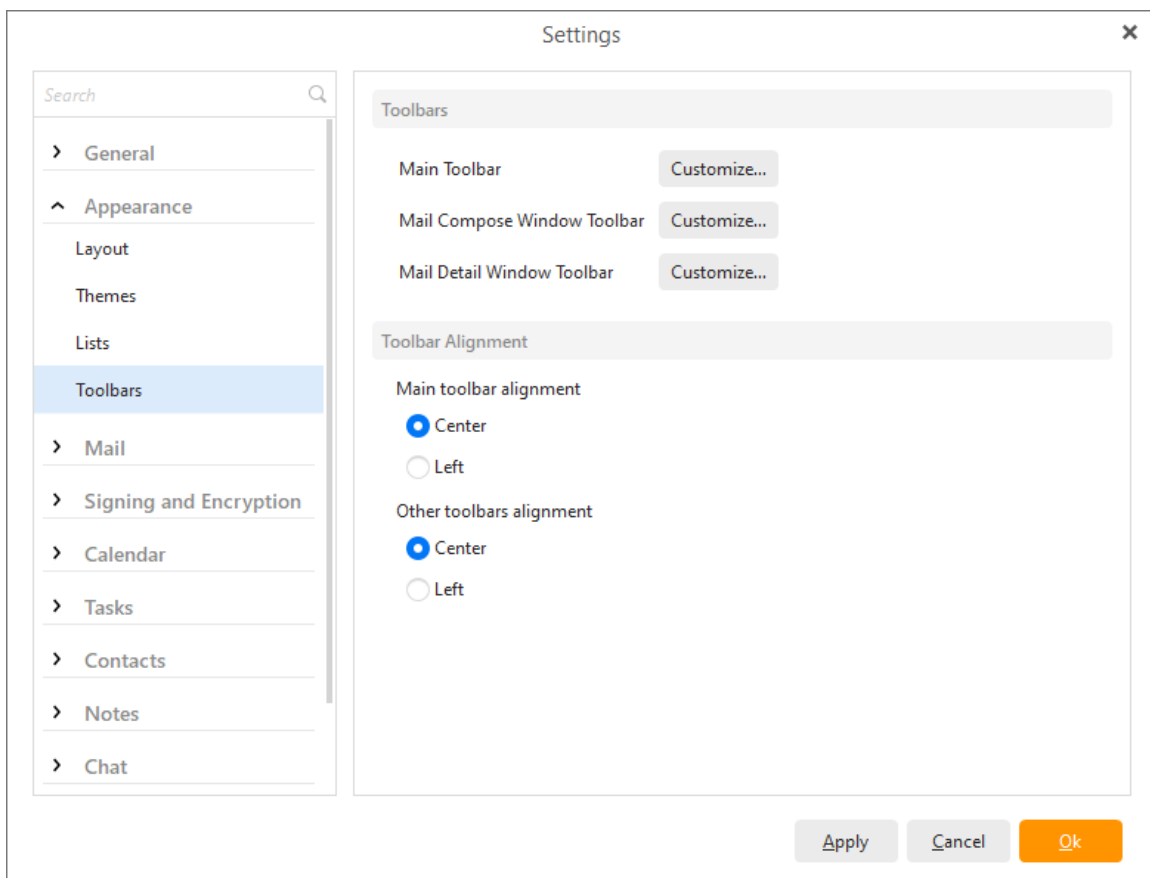 Settings
Search
General
Appearance
Layout
Themes
Lists
Toolbars
Mail
Signing and Encryption
Calendar
Tasks
Contacts
Notes
Chat
Toolbars
Main Toolbar Customize...
Mail Compose Window Toolbar Customize...
Mail Detail Window Toolbar Customize...
Toolbar Alignment
Main toolbar alignment
Center
Left
Other toolbars alignment
Center
Left
Apply Cancel Ok